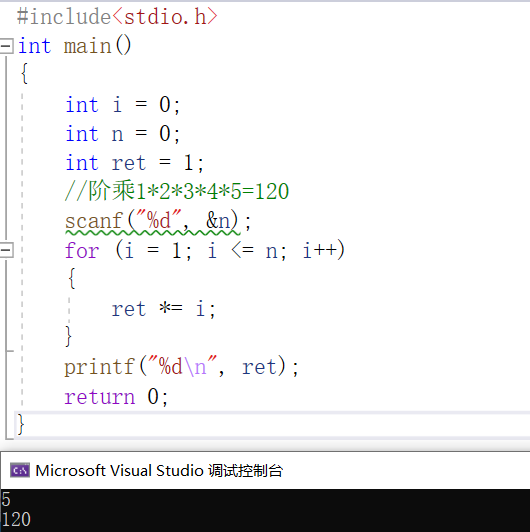 #include<stdio.h>
int main()
{
    int i = 0;
    int n = 0;
    int ret = 1;
    //阶乘1*2*3*4*5=120
    scanf("%d", &n);
    for (i = 1; i <= n; i++)
    {
        ret *= i;
    }
    printf("%d\n", ret);
    return 0;
}
Microsoft Visual Studio 调试控制台
5
120